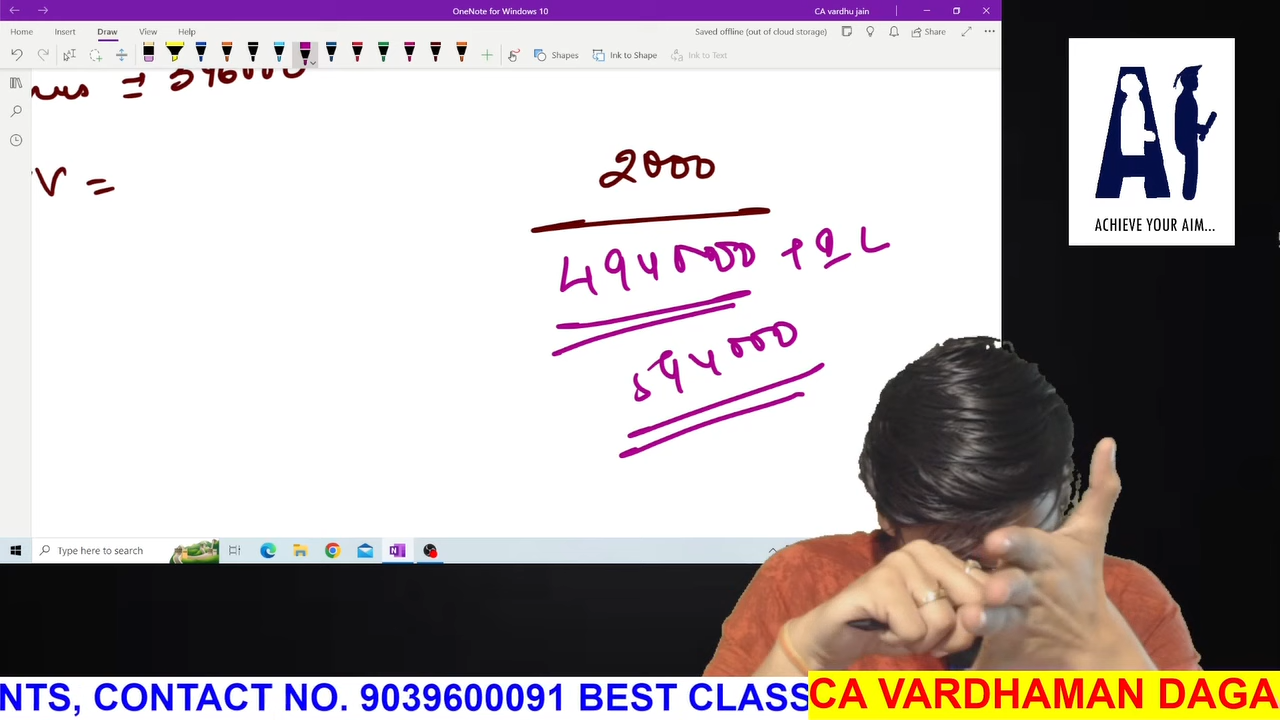 OneNote for Windows 10
CA vardhu jain
Home Insert Draw View Help
Saved offline (out of cloud storage)
Share
Shapes
Ink to Shape
Ink to Text
= 396000
V =
2000
494000 + 1 L
594000
ACHIEVE YOUR AIM...
Type here to search
NTS, CONTACT NO. 9039600091 BEST CLASS
CA VARDHAMAN DAGA